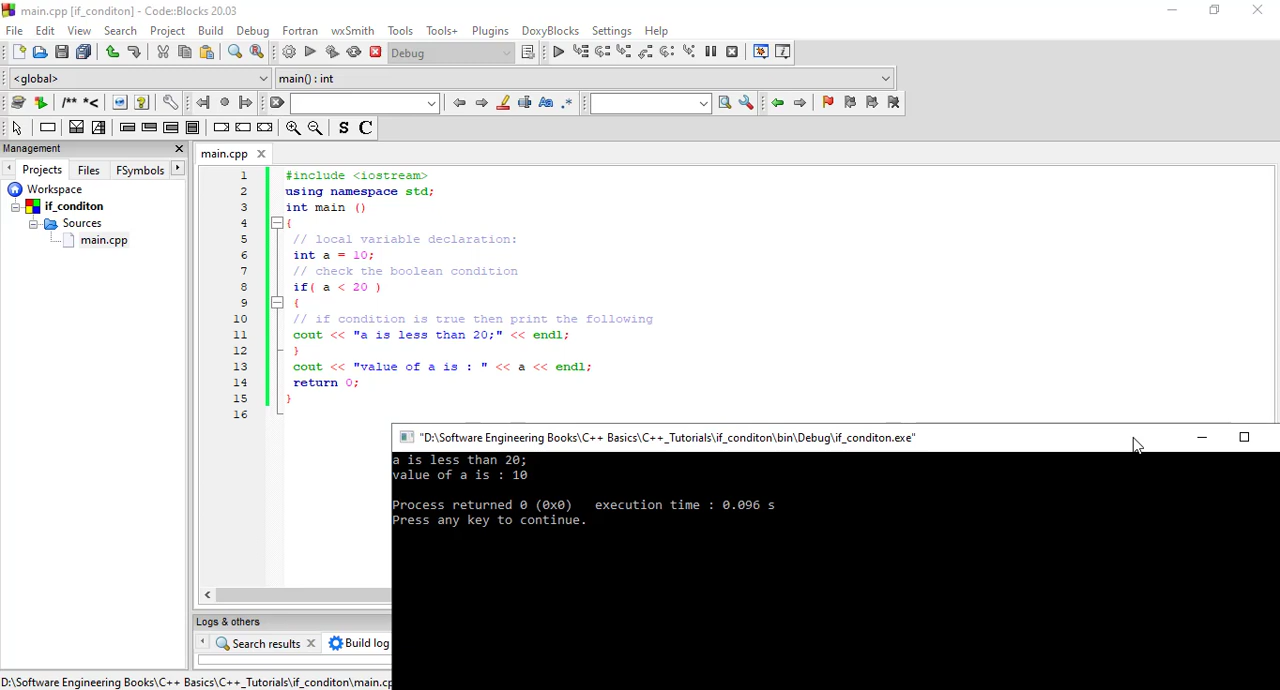 main.cpp [if_conditon] - Code::Blocks 20.03
File Edit View Search Project Build Debug Fortran wxSmith Tools Tools+ Plugins DoxyBlocks Settings Help
Debug
<global> main() : int
/** *<
S C
Management
Projects Files FSymbols
Workspace
if_conditon
Sources
main.cpp
main.cpp
1 #include <iostream>
2 using namespace std;
3 int main ()
4 {
5 // local variable declaration:
6 int a = 10;
7 // check the boolean condition
8 if( a < 20 )
9 {
10 // if condition is true then print the following
11 cout << "a is less than 20;" << endl;
12 }
13 cout << "value of a is : " << a << endl;
14 return 0;
15 }
16
"D:\Software Engineering Books\C++ Basics\C++_Tutorials\if_conditon\bin\Debug\if_conditon.exe"
a is less than 20;
value of a is : 10
Process returned 0 (0x0) execution time : 0.096 s
Press any key to continue.
Logs & others
Search results Build log
D:\Software Engineering Books\C++ Basics\C++_Tutorials\if_conditon\main.cp